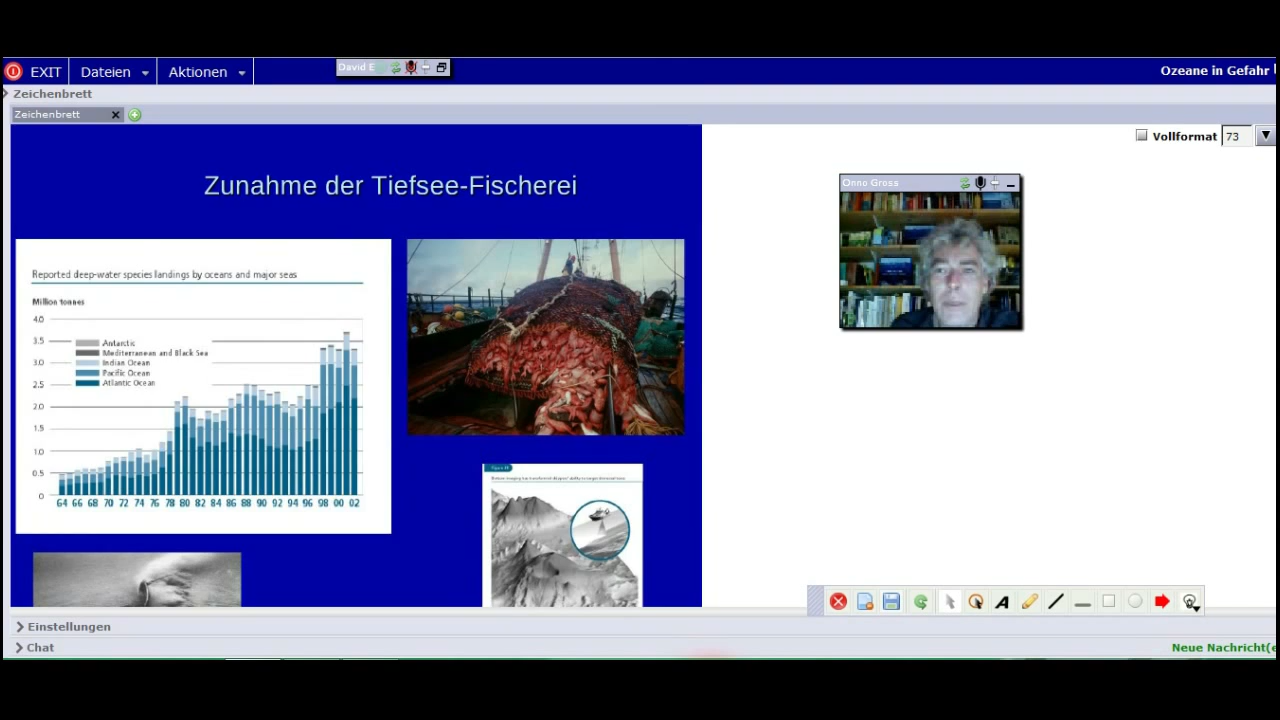 EXIT Dateien Aktionen
David E
Ozeane in Gefahr
Zeichenbrett
Zeichenbrett
Vollformat 73
Zunahme der Tiefsee-Fischerei
Onno Gross
Reported deep-water species landings by oceans and major seas
Million tonnes
4.0
3.5
3.0
2.5
2.0
1.5
1.0
0.5
0
Antarctic
Mediterranean and Black Sea
Indian Ocean
Pacific Ocean
Atlantic Ocean
64 66 68 70 72 74 76 78 80 82 84 86 88 90 92 94 96 98 00 02
A
Einstellungen
Chat
Neue Nachricht(e